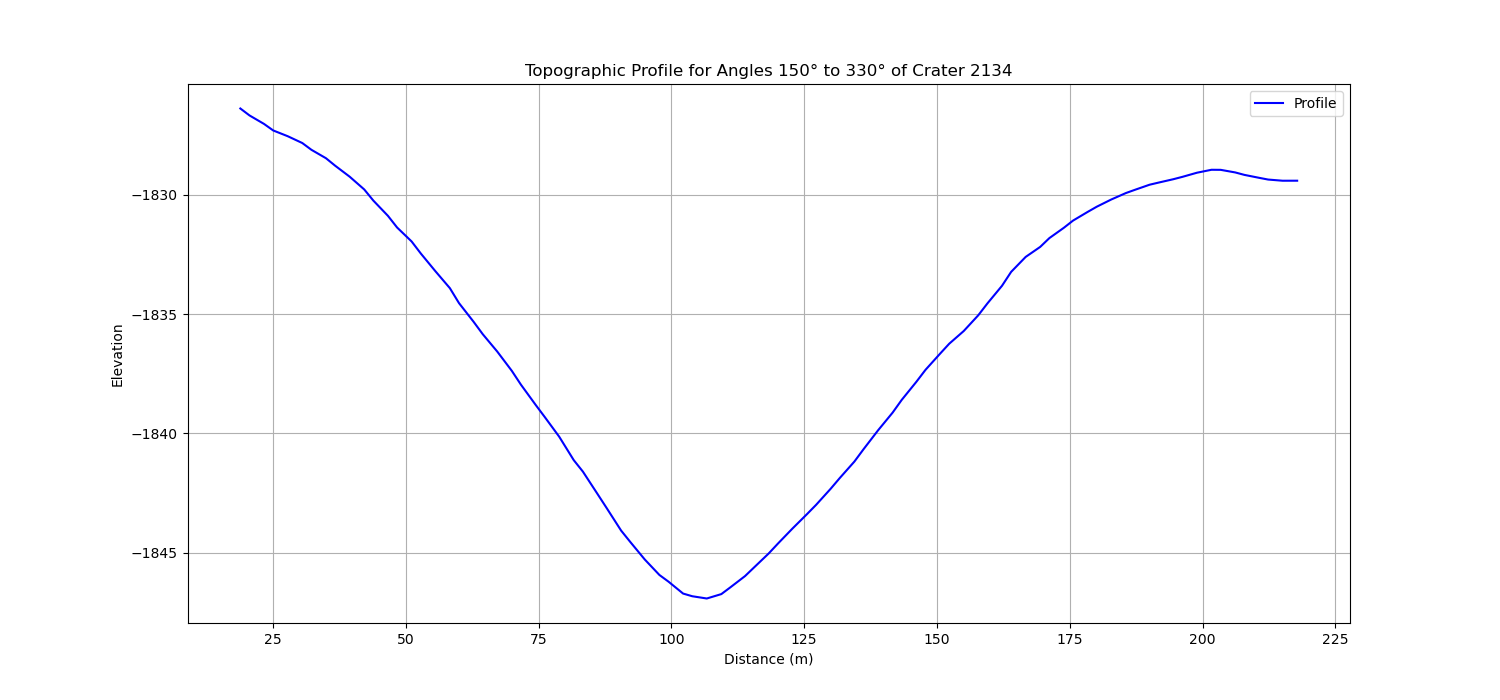 Topographic Profile for Angles 150° to 330° of Crater 2134
Profile
−1830
−1835
−1840
−1845
Elevation
25 50 75 100 125 150 175 200 225
Distance (m)